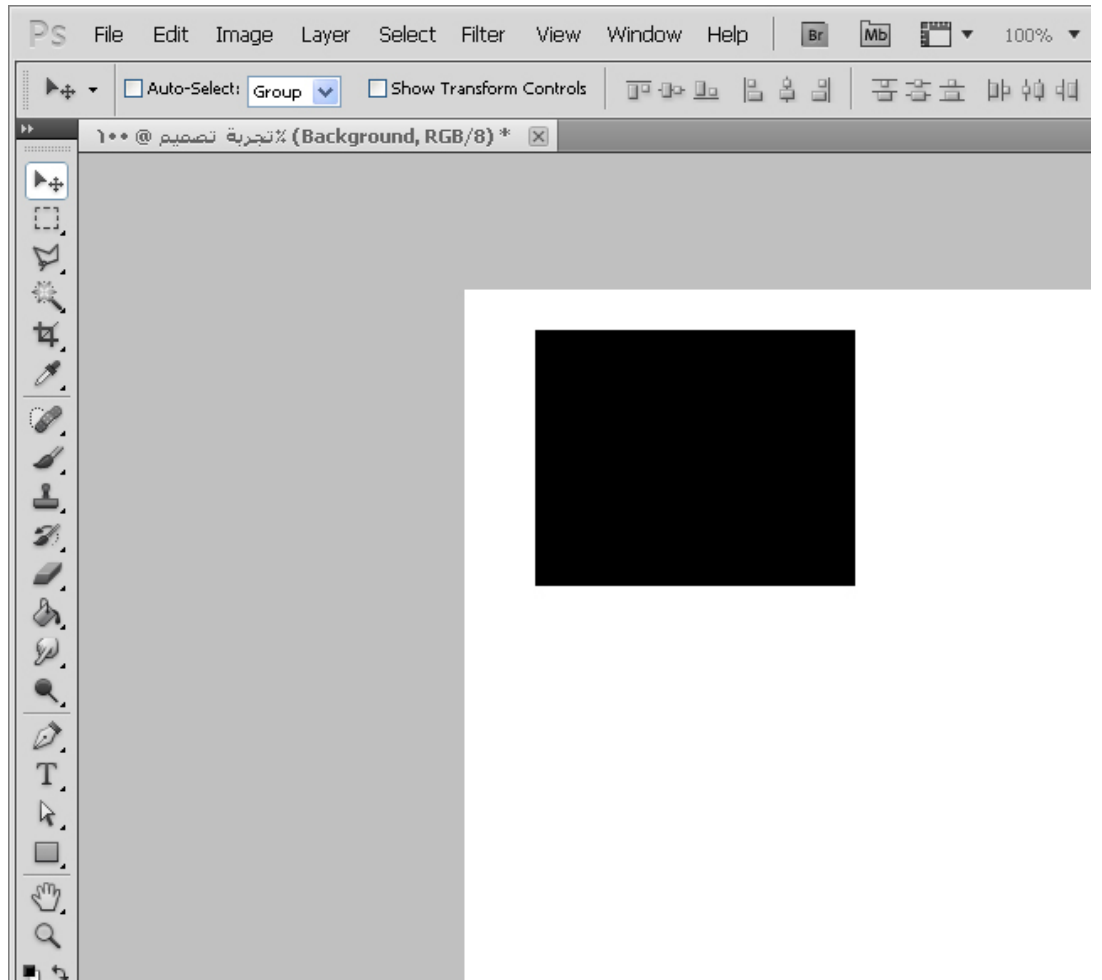 Ps File Edit Image Layer Select Filter View Window Help Br Mb 100%
Auto-Select: Group Show Transform Controls
تجربة تصميم @ ١٠٠% (Background, RGB/8) *
T